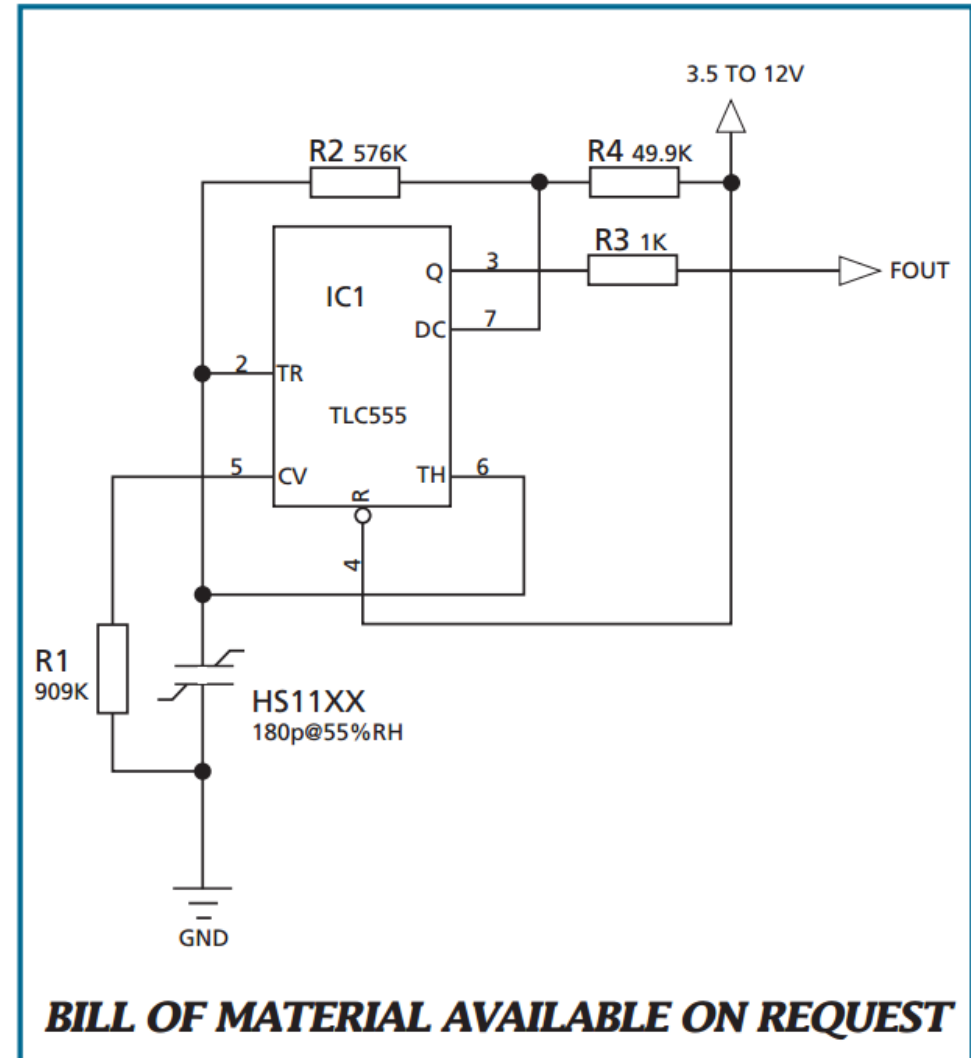 3.5 TO 12V
R2 576K
R4 49.9K
R3 1K
Q
3
FOUT
IC1
DC
7
2
TR
TLC555
5
CV
TH
6
R
4
R1
909K
HS11XX
180p@55%RH
GND
BILL OF MATERIAL AVAILABLE ON REQUEST